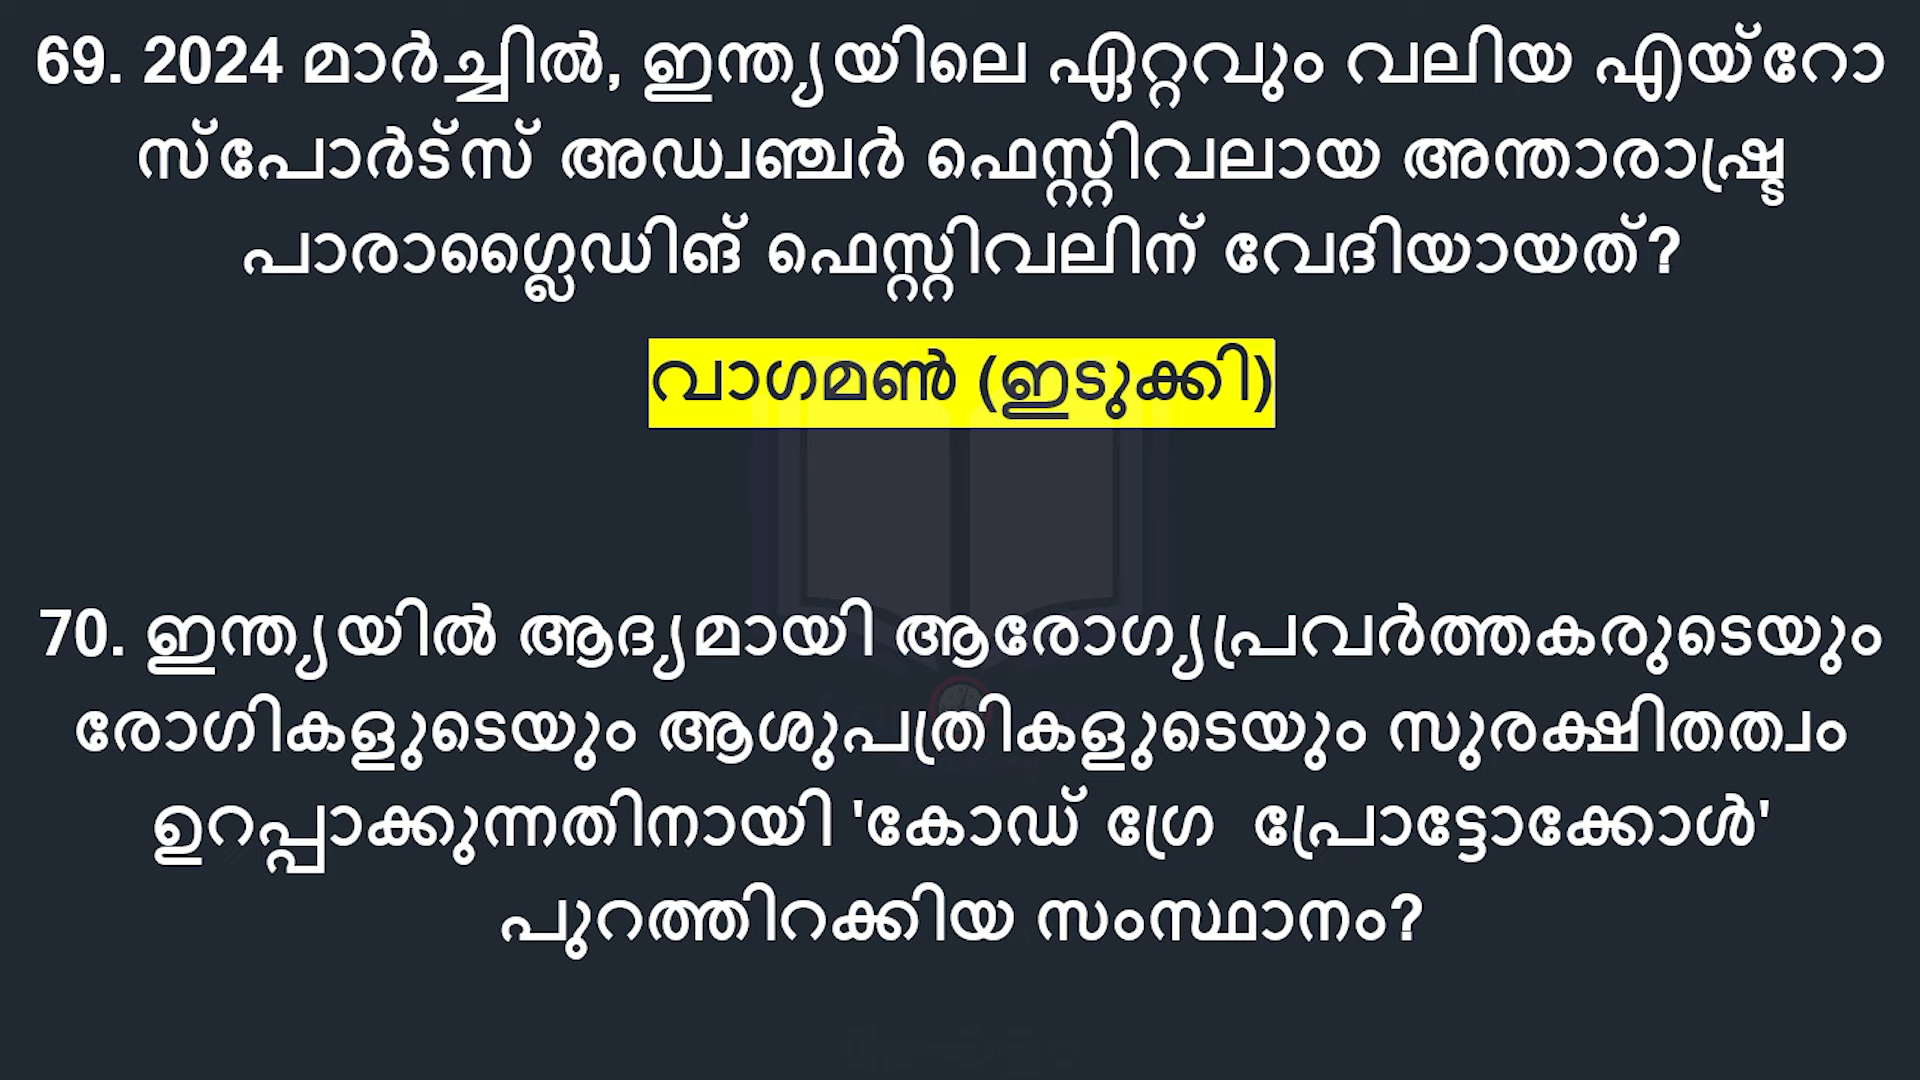 69. 2024 മാർച്ചിൽ, ഇന്ത്യയിലെ ഏറ്റവും വലിയ എയ്റോ
സ്പോർട്സ് അഡ്വഞ്ചർ ഫെസ്റ്റിവലായ അന്താരാഷ്ട്ര
പാരാഗ്ലൈഡിങ് ഫെസ്റ്റിവലിന് വേദിയായത്?
വാഗമൺ (ഇടുക്കി)
70. ഇന്ത്യയിൽ ആദ്യമായി ആരോഗ്യപ്രവർത്തകരുടെയും
രോഗികളുടെയും ആശുപത്രികളുടെയും സുരക്ഷിതത്വം
ഉറപ്പാക്കുന്നതിനായി 'കോഡ് ഗ്രേ പ്രോട്ടോക്കോൾ'
പുറത്തിറക്കിയ സംസ്ഥാനം?